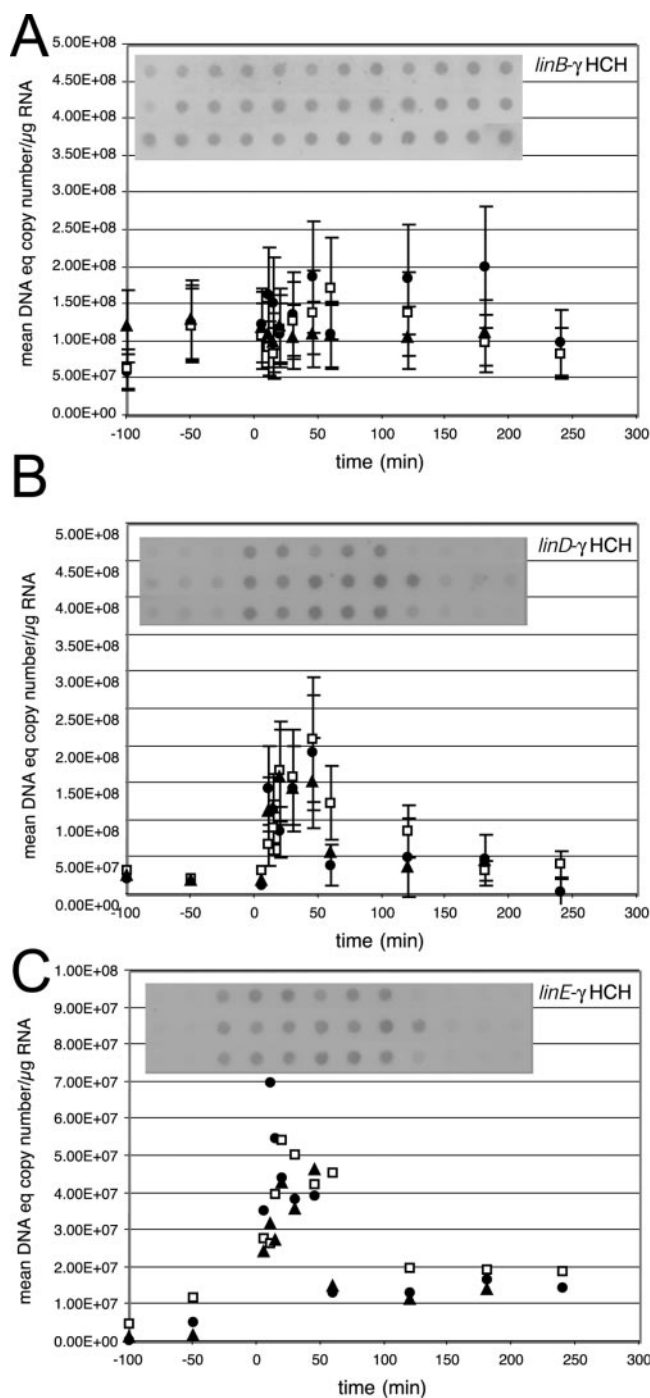 A
5.00E+08
linB-γ HCH
4.50E+08
4.00E+08
3.50E+08
3.00E+08
2.50E+08
2.00E+08
1.50E+08
1.00E+08
5.00E+07
0.00E+00
mean DNA eq copy number/µg RNA
-100 -50 0 50 100 150 200 250 300
time (min)
B
5.00E+08
linD-γ HCH
4.50E+08
4.00E+08
3.50E+08
3.00E+08
2.50E+08
2.00E+08
1.50E+08
1.00E+08
5.00E+07
0.00E+00
mean DNA eq copy number/µg RNA
-100 -50 0 50 100 150 200 250 300
time (min)
C
1.00E+08
linE-γ HCH
9.00E+07
8.00E+07
7.00E+07
6.00E+07
5.00E+07
4.00E+07
3.00E+07
2.00E+07
1.00E+07
0.00E+00
mean DNA eq copy number/µg RNA
-100 -50 0 50 100 150 200 250 300
time (min)